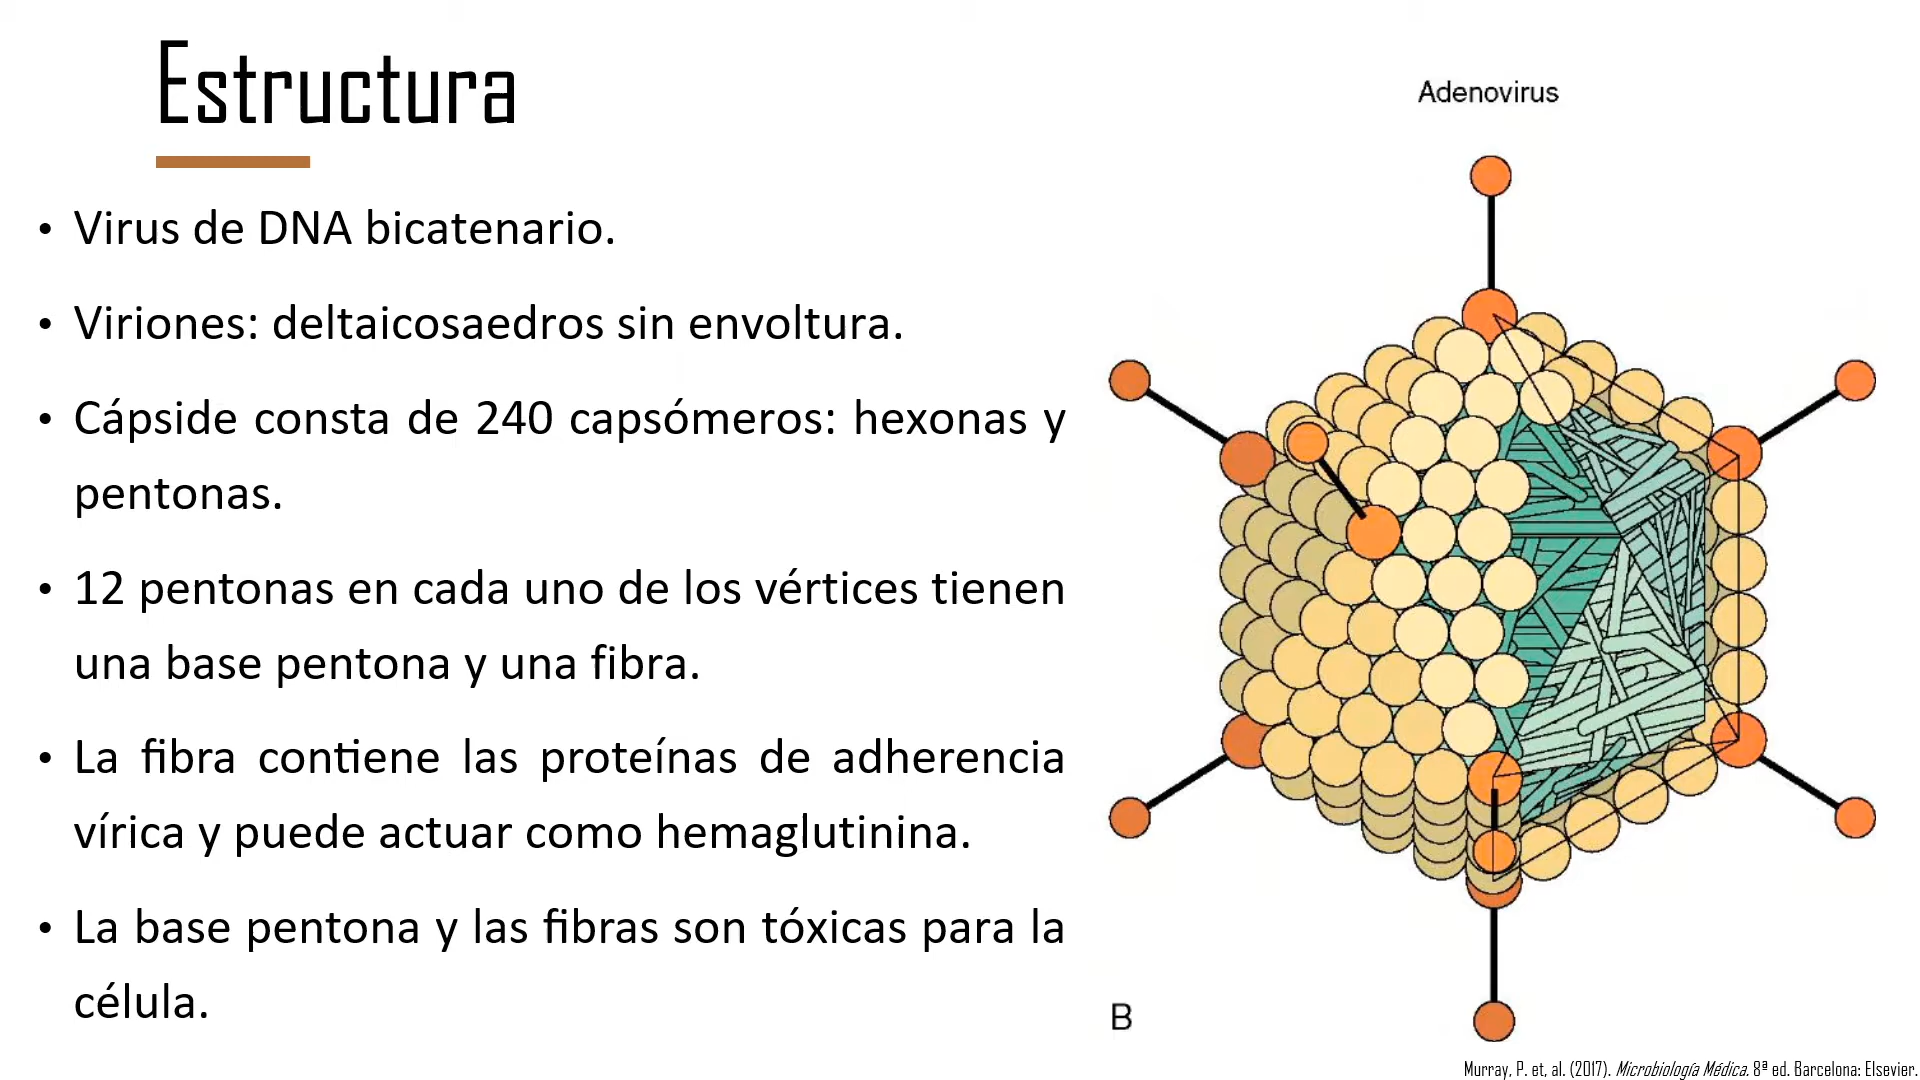 Estructura
• Virus de DNA bicatenario.
• Viriones: deltaicosaedros sin envoltura.
• Cápside consta de 240 capsómeros: hexonas y
pentonas.
• 12 pentonas en cada uno de los vértices tienen
una base pentona y una fibra.
• La fibra contiene las proteínas de adherencia
vírica y puede actuar como hemaglutinina.
• La base pentona y las fibras son tóxicas para la
célula.
Adenovirus
B
Murray, P. et, al. (2017). Microbiología Médica. 8ª ed. Barcelona: Elsevier.